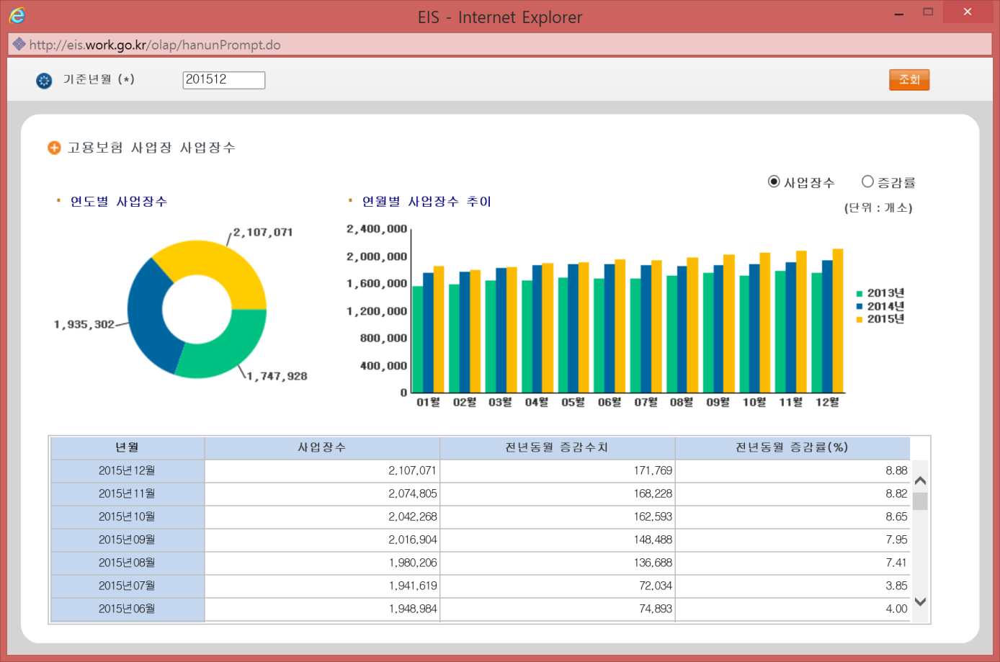 EIS - Internet Explorer
http://eis.work.go.kr/olap/hanunPrompt.do
기준년월 (*) 201512 조회
고용보험 사업장 사업장수
사업장수 증감률
연도별 사업장수
연월별 사업장수 추이
(단위 : 개소)
2,107,071
1,935,302
1,747,928
2,400,000
2,000,000
1,600,000
1,200,000
800,000
400,000
0
01월 02월 03월 04월 05월 06월 07월 08월 09월 10월 11월 12월
2013년
2014년
2015년
년월 사업장수 전년동월 증감수치 전년동월 증감률(%)
2015년12월 2,107,071 171,769 8.88
2015년11월 2,074,805 168,228 8.82
2015년10월 2,042,268 162,593 8.65
2015년09월 2,016,904 148,488 7.95
2015년08월 1,980,206 136,688 7.41
2015년07월 1,941,619 72,034 3.85
2015년06월 1,948,984 74,893 4.00